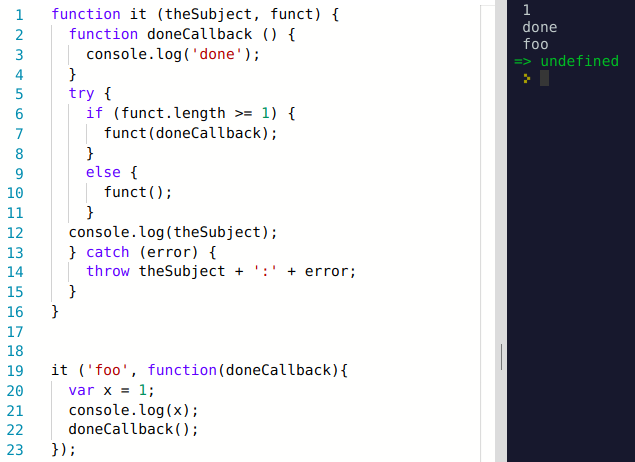 1 function it (theSubject, funct) {
2 function doneCallback () {
3 console.log('done');
4 }
5 try {
6 if (funct.length >= 1) {
7 funct(doneCallback);
8 }
9 else {
10 funct();
11 }
12 console.log(theSubject);
13 } catch (error) {
14 throw theSubject + ':' + error;
15 }
16 }
17
18
19 it ('foo', function(doneCallback){
20 var x = 1;
21 console.log(x);
22 doneCallback();
23 });
1
done
foo
=> undefined